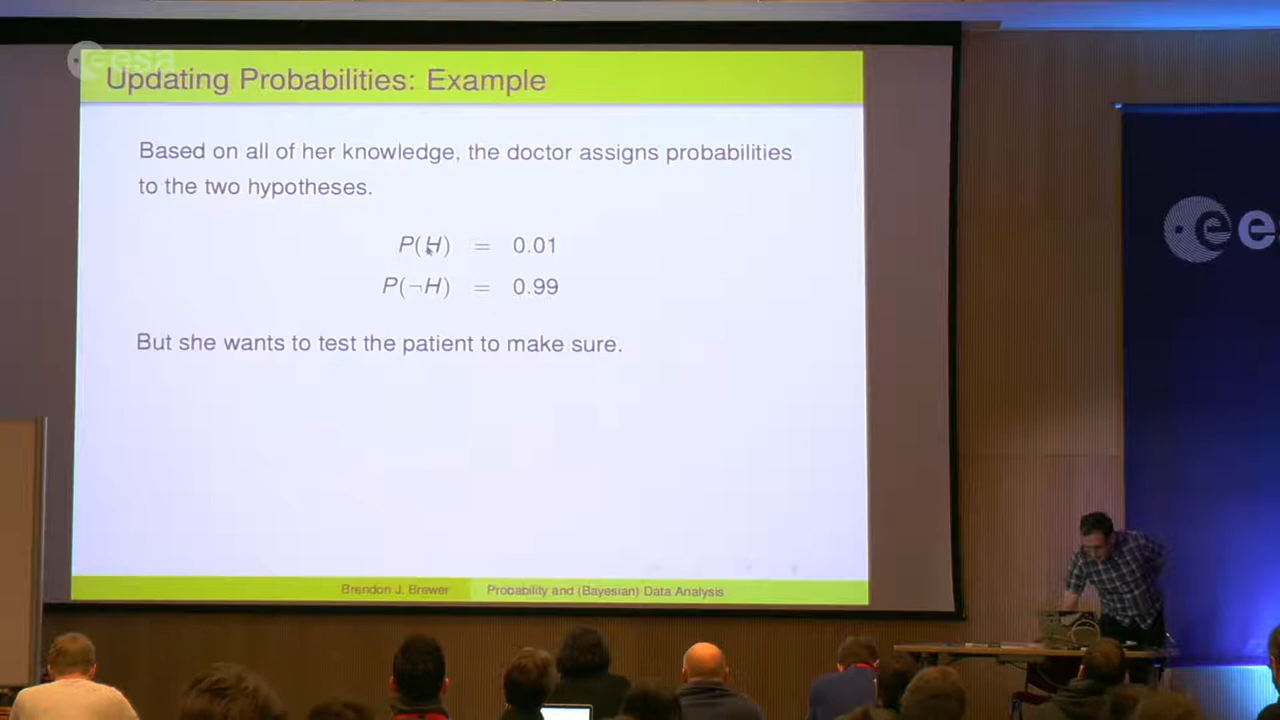 esa
Updating Probabilities: Example
Based on all of her knowledge, the doctor assigns probabilities
to the two hypotheses.
P(H) = 0.01
P(¬H) = 0.99
But she wants to test the patient to make sure.
Brendon J. Brewer Probability and (Bayesian) Data Analysis